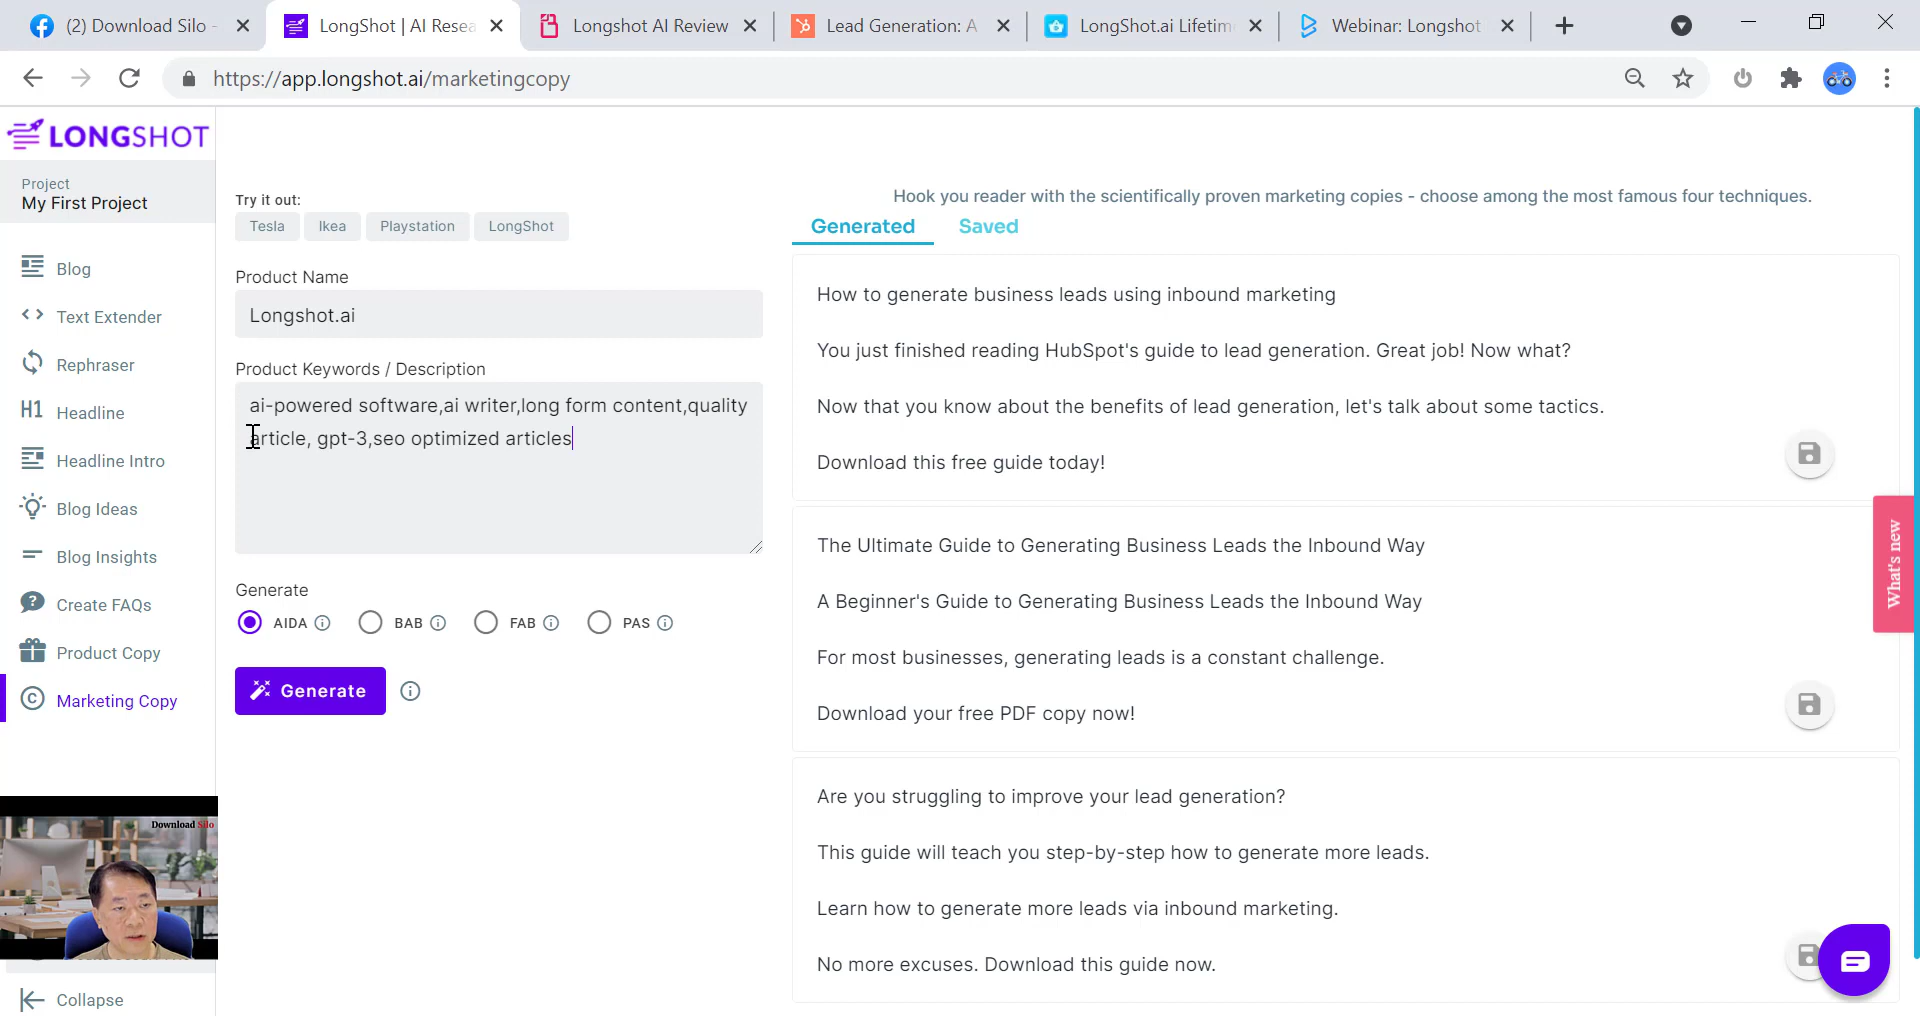 (2) Download Silo -
LongShot | AI Resea
Longshot AI Review
Lead Generation: A
LongShot.ai Lifetim
Webinar: Longshot
https://app.longshot.ai/marketingcopy
LONGSHOT
Project
My First Project
Blog
Text Extender
Rephraser
H1 Headline
Headline Intro
Blog Ideas
Blog Insights
Create FAQs
Product Copy
Marketing Copy
Download Silo
Collapse
Try it out:
Tesla
Ikea
Playstation
LongShot
Product Name
Longshot.ai
Product Keywords / Description
ai-powered software,ai writer,long form content,quality
article, gpt-3,seo optimized articles
Generate
AIDA
BAB
FAB
PAS
Generate
Hook you reader with the scientifically proven marketing copies - choose among the most famous four techniques.
Generated
Saved
How to generate business leads using inbound marketing
You just finished reading HubSpot's guide to lead generation. Great job! Now what?
Now that you know about the benefits of lead generation, let's talk about some tactics.
Download this free guide today!
The Ultimate Guide to Generating Business Leads the Inbound Way
A Beginner's Guide to Generating Business Leads the Inbound Way
For most businesses, generating leads is a constant challenge.
Download your free PDF copy now!
Are you struggling to improve your lead generation?
This guide will teach you step-by-step how to generate more leads.
Learn how to generate more leads via inbound marketing.
No more excuses. Download this guide now.
What's new